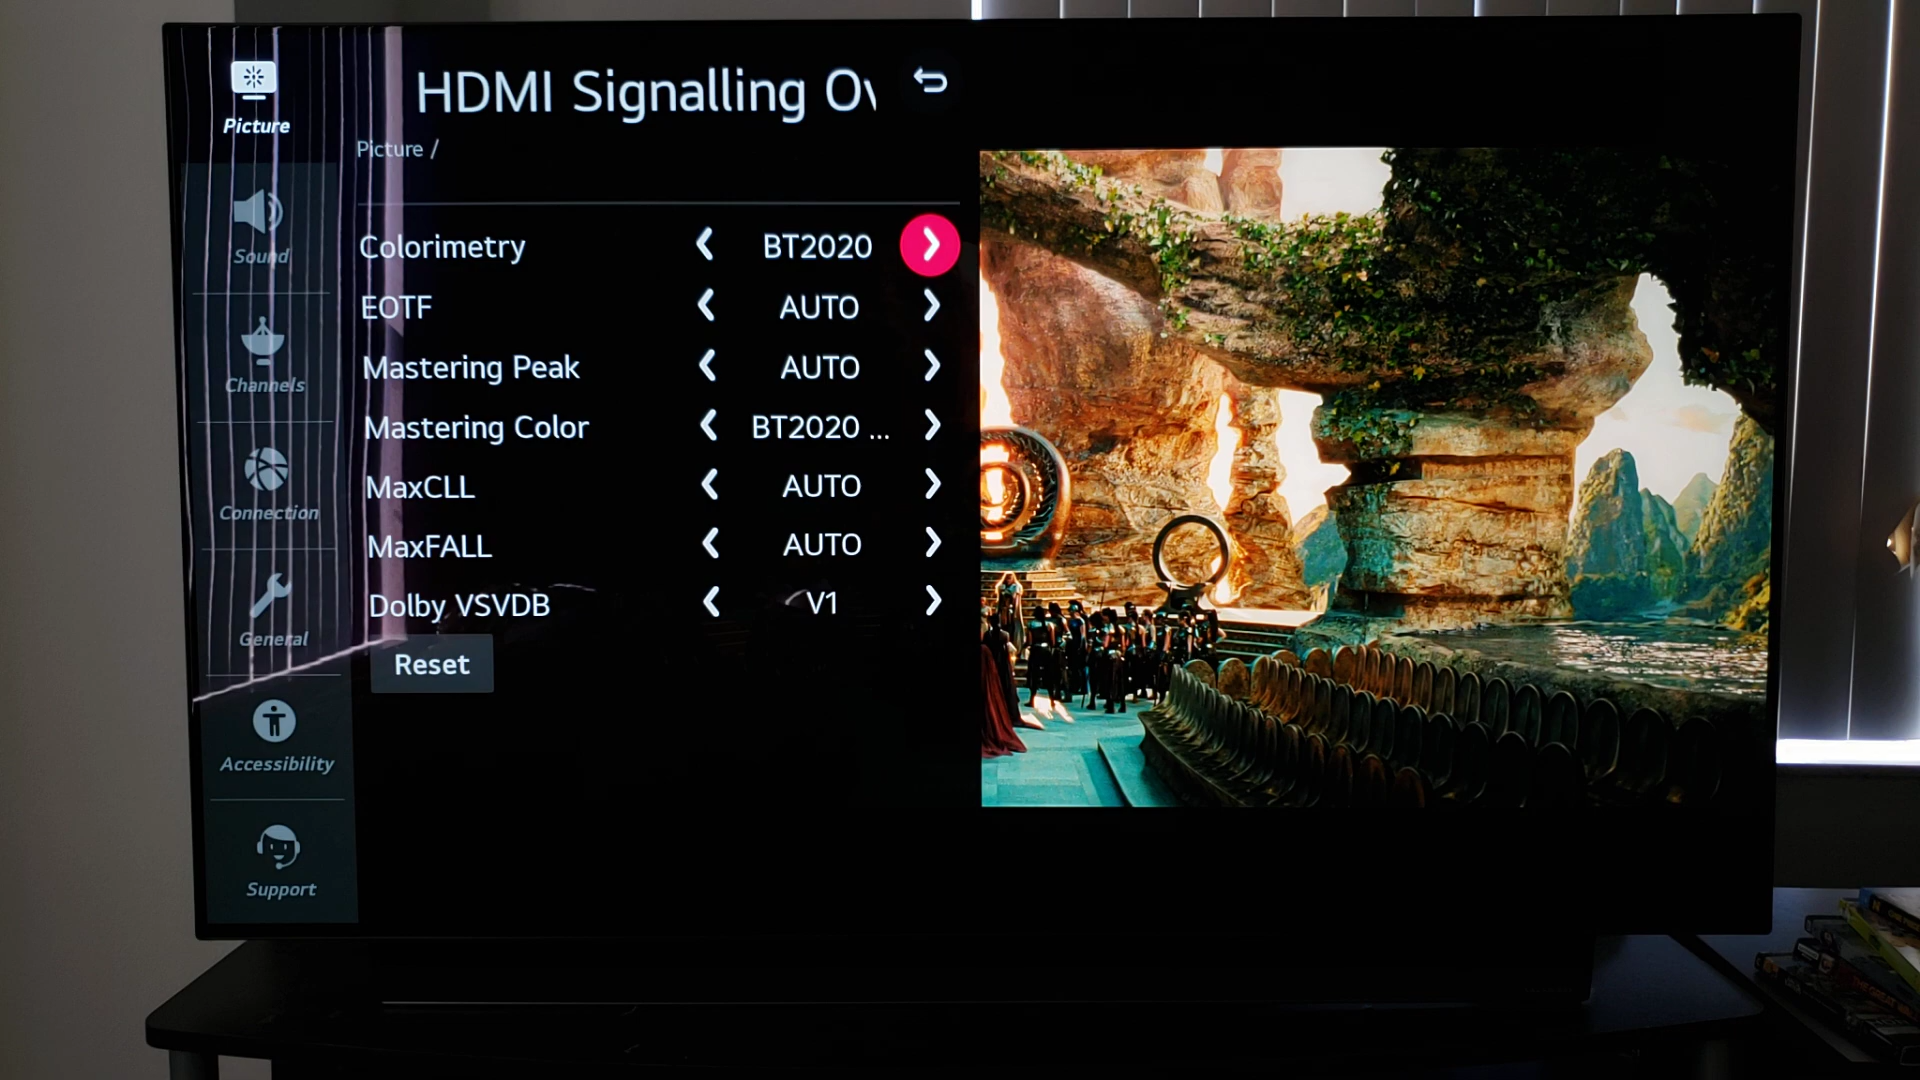 Picture
HDMI Signalling Ov
Picture /
Sound
Channels
Connection
General
Accessibility
Support
Colorimetry BT2020
EOTF AUTO
Mastering Peak AUTO
Mastering Color BT2020 ...
MaxCLL AUTO
MaxFALL AUTO
Dolby VSVDB V1
Reset